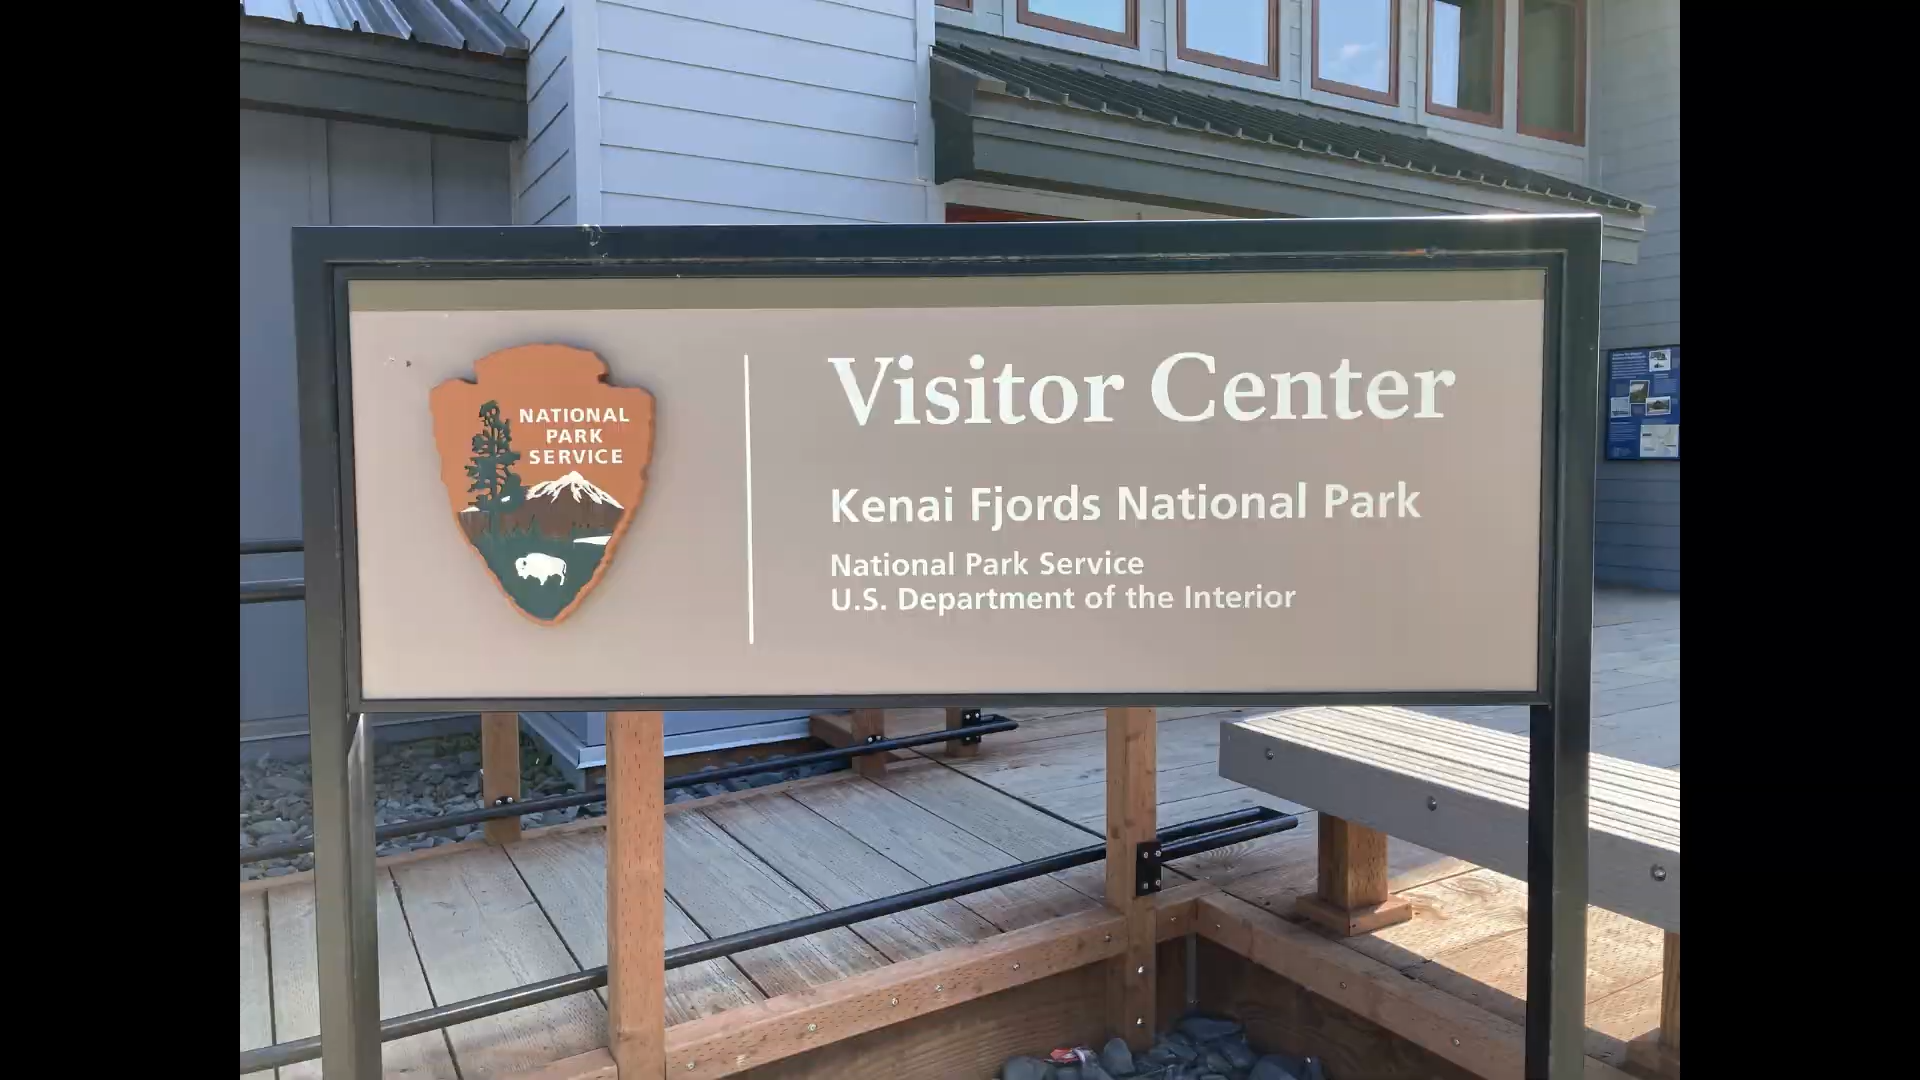 NATIONAL
PARK
SERVICE
Visitor Center
Kenai Fjords National Park
National Park Service
U.S. Department of the Interior